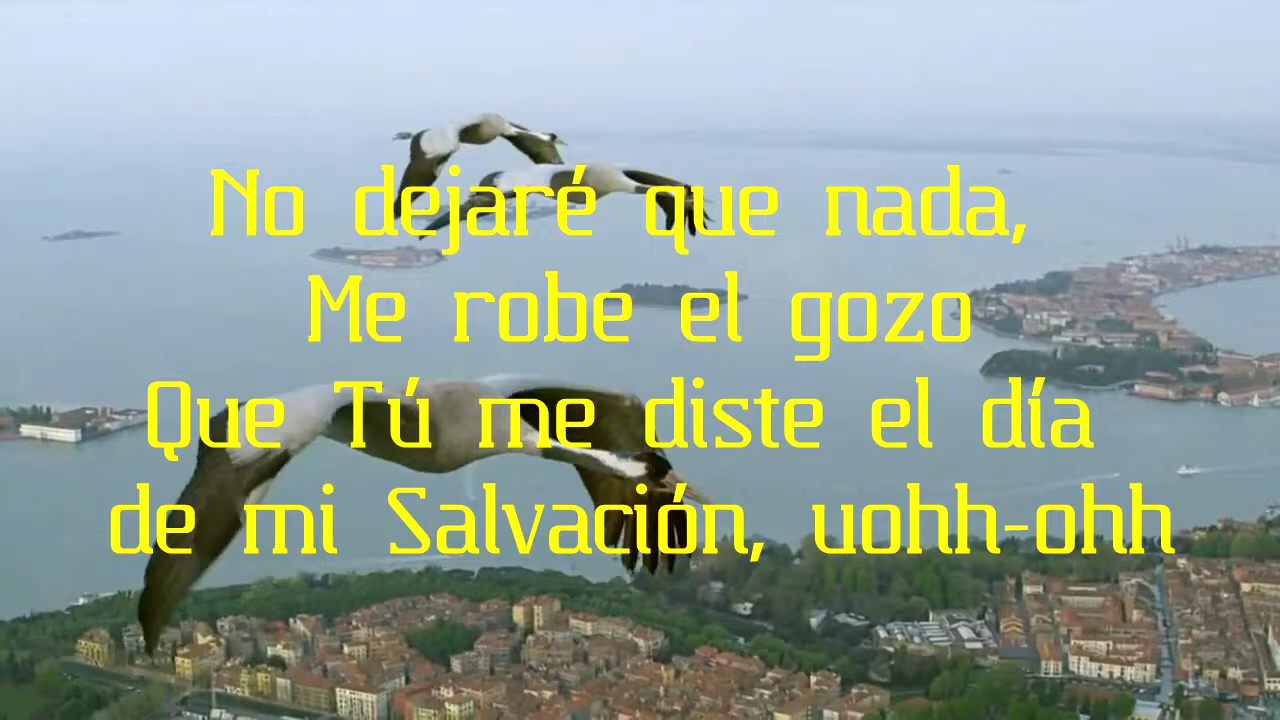 No dejaré que nada,
Me robe el gozo
Que Tú me diste el día
de mi Salvación, uohh-ohh